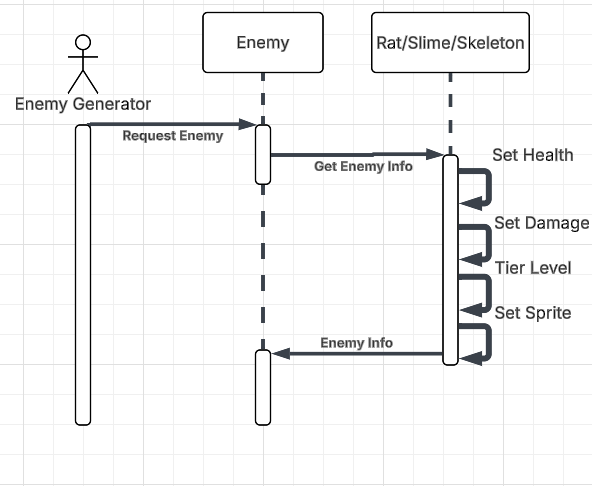 Enemy
Rat/Slime/Skeleton
Enemy Generator
Request Enemy
Get Enemy Info
Set Health
Set Damage
Tier Level
Set Sprite
Enemy Info